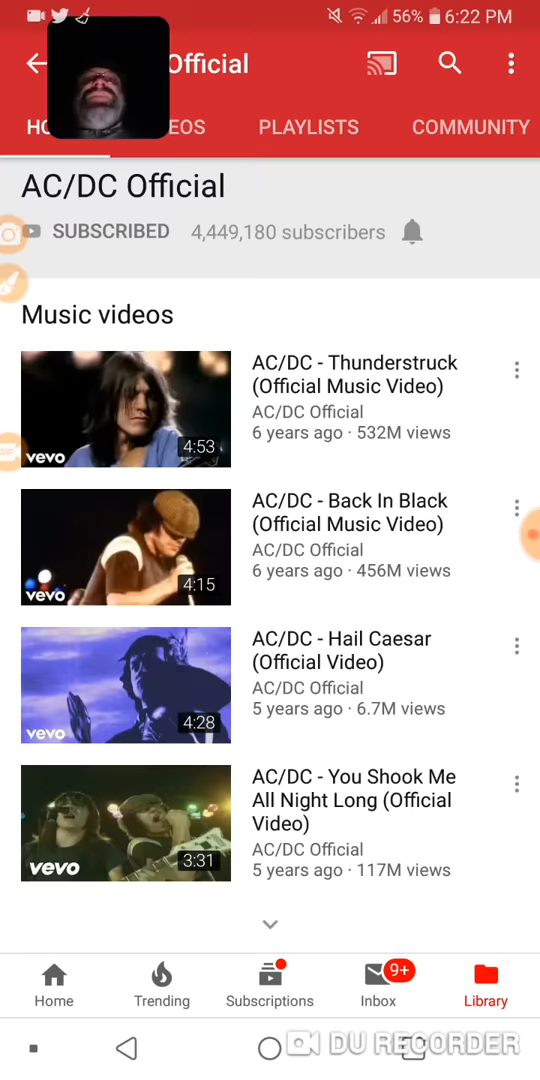 56% 6:22 PM
Official
HO EOS PLAYLISTS COMMUNITY
AC/DC Official
SUBSCRIBED 4,449,180 subscribers
Music videos
AC/DC - Thunderstruck
(Official Music Video)
AC/DC Official
6 years ago · 532M views
4:53
vevo
GIF
AC/DC - Back In Black
(Official Music Video)
AC/DC Official
6 years ago · 456M views
4:15
vevo
AC/DC - Hail Caesar
(Official Video)
AC/DC Official
5 years ago · 6.7M views
4:28
vevo
AC/DC - You Shook Me
All Night Long (Official
Video)
AC/DC Official
5 years ago · 117M views
3:31
vevo
9+
Home Trending Subscriptions Inbox Library
DU RECORDER